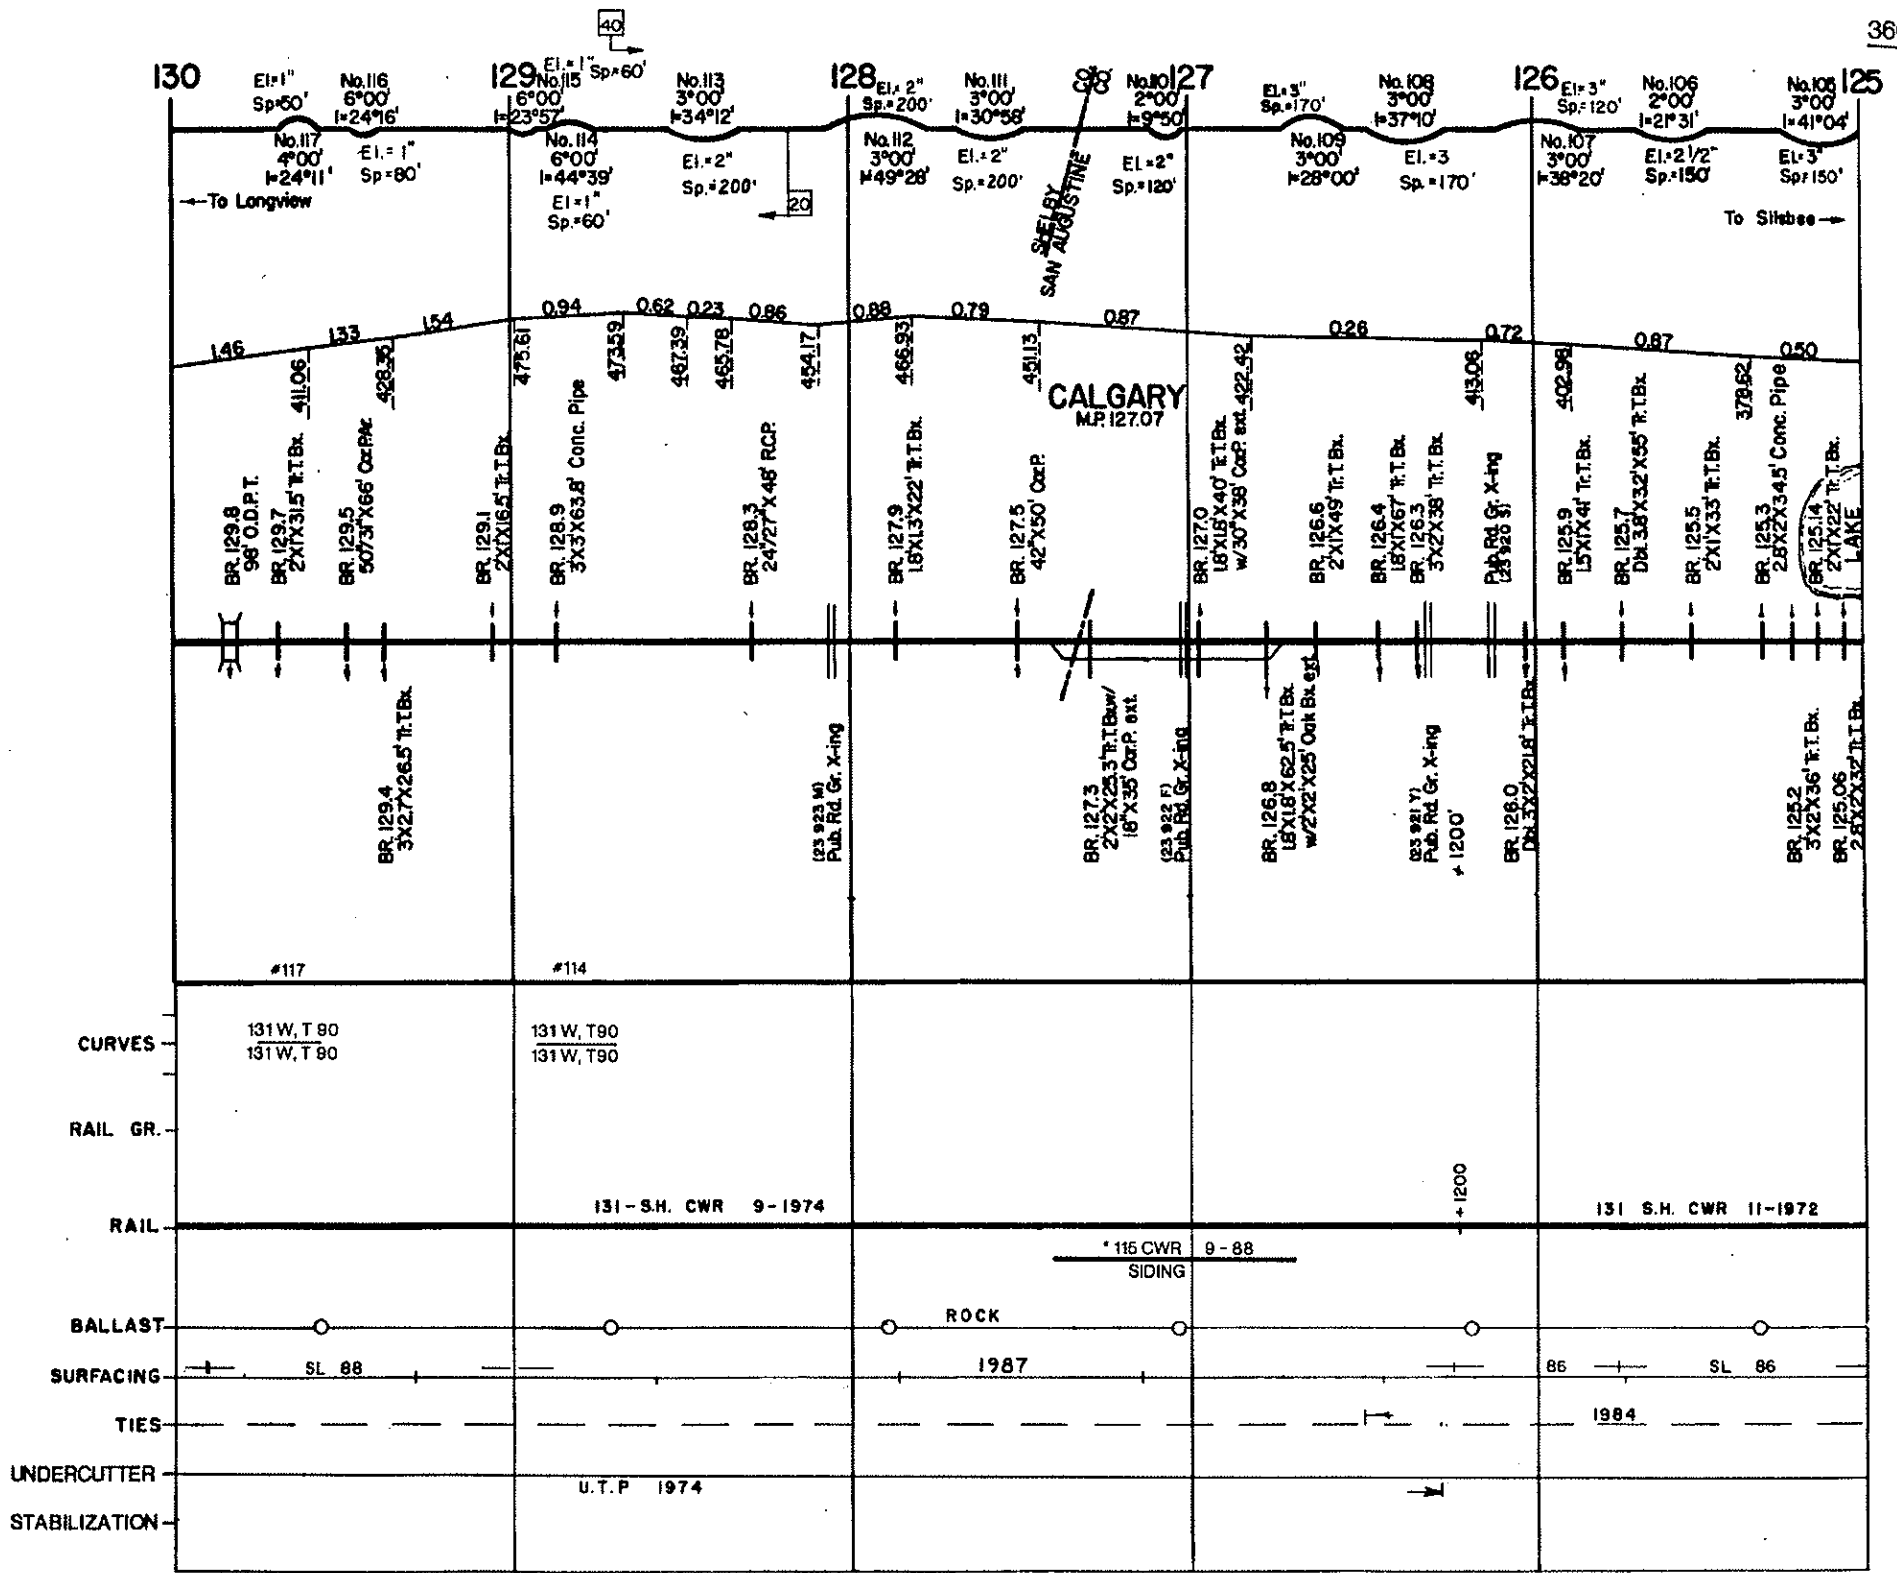 36
40
130
El.=1"
Sp=50'
No.116
6°00'
I=24°16'
129
No.115
6°00'
I=23°57'
El.=1"
Sp=60'
No.113
3°00'
I=34°12'
128
El.=2"
Sp.=200'
No.111
3°00'
I=30°58'
CO.
CO.
No.110
2°00'
I=9°50'
127
El.=3"
Sp.=170'
No.108
3°00'
I=37°10'
126
El=3"
Sp.=120'
No.106
2°00'
I=21°31'
No.105
3°00'
I=41°04'
125
No.117
4°00'
I=24°11'
El.=1"
Sp=80'
No.114
6°00'
I=44°39'
El=1"
Sp.=60'
El.=2"
Sp.=200'
No.112
3°00'
I=49°28'
El.=2"
Sp.=200'
El.=2"
Sp.=120'
No.109
3°00'
I=28°00'
El.=3
Sp.=170'
No.107
3°00'
I=38°20'
El.=2 1/2"
Sp.=150'
El.=3"
Sp=150'
←To Longview
20
SHELBY
SAN AUGUSTINE
To Silsbee→
1.46
1.33
1.54
0.94
0.62
0.23
0.86
0.88
0.79
0.87
0.26
0.72
0.87
0.50
411.06
428.35
475.61
473.59
467.39
465.78
454.17
466.93
451.13
422.42
413.06
402.98
378.62
CALGARY
M.P. 127.07
BR. 129.8
98' O.D.P.T.
BR. 129.7
2'X1'X31.5' Tr.T.Bx.
BR. 129.5
50"/31"X66' Cor.P.Ar.
BR. 129.1
2'X1'X16.5' Tr.T.Bx.
BR. 128.9
3'X3'X63.8' Conc. Pipe
BR. 128.3
24"/27"X48' R.C.P.
BR. 127.9
1.8'X1.3'X22' Tr.T.Bx.
BR. 127.5
42"X50' Cor.P.
BR. 127.0
1.8'X1.8'X40' Tr.T.Bx.
w/30"X38' Cor.P. ext.
BR. 126.6
2'X1'X49' Tr.T.Bx.
BR. 126.4
1.8'X1'X67' Tr.T.Bx.
BR. 126.3
3'X2'X38' Tr.T.Bx.
Pub. Rd. Gr. X-ing
(23 920 S)
BR. 125.9
1.5'X1'X41' Tr.T.Bx.
BR. 125.7
Dbl. 3.8'X3.2'X55' Tr.T.Bx.
BR. 125.5
2'X1'X33' Tr.T.Bx.
BR. 125.3
2.8'X2'X34.5' Conc. Pipe
BR. 125.14
2'X1'X22' Tr.T.Bx.
LAKE
BR. 129.4
3'X2.7'X26.5' Tr.T.Bx.
(23 923 M)
Pub. Rd. Gr. X-ing
BR. 127.3
2'X2'X25.3' Tr.T.Bx.w/
18"X35' Cor.P. ext.
(23 922 F)
Pub. Rd. Gr. X-ing
BR. 126.8
1.8'X1.8'X62.5' Tr.T.Bx.
w/2'X2'X25' Oak Bx. ext.
(23 921 Y)
Pub. Rd. Gr. X-ing
+1200'
BR. 126.0
Dbl. 3'X2'X21.8' Tr.T.Bx.
BR. 125.2
3'X2'X36' Tr.T.Bx.
BR. 125.06
2.8'X2'X32' Tr.T.Bx.
#117
#114
CURVES
131 W, T 90
131 W, T 90
131 W, T90
131 W, T90
RAIL GR.
RAIL
131-S.H. CWR 9-1974
+1200
131 S.H. CWR 11-1972
* 115 CWR 9-88
SIDING
BALLAST
ROCK
SURFACING
SL 88
1987
86
SL 86
TIES
1984
UNDERCUTTER
U.T.P 1974
STABILIZATION